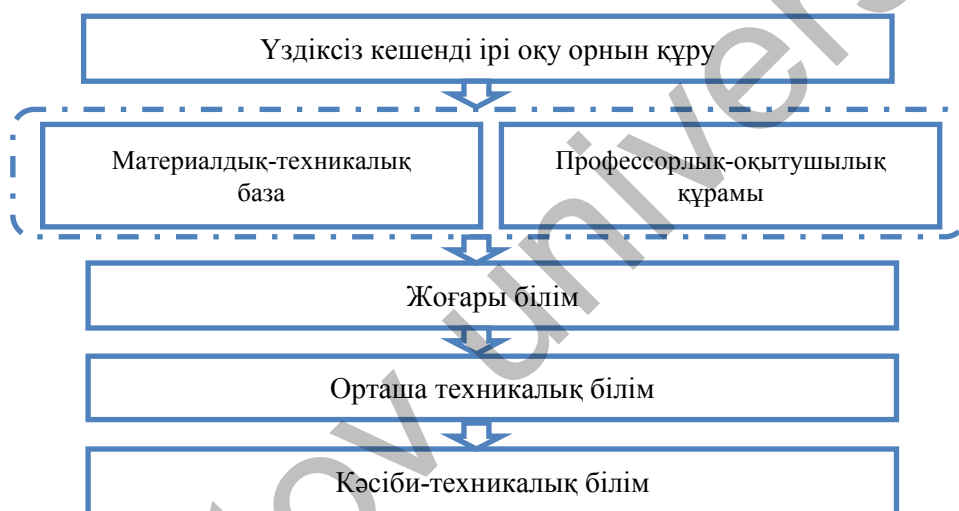 Үздіксіз кешенді ірі оқу орнын құру
Материалдық-техникалық
база
Профессорлық-оқытушылық
құрамы
Жоғары білім
Орташа техникалық білім
Кәсіби-техникалық білім